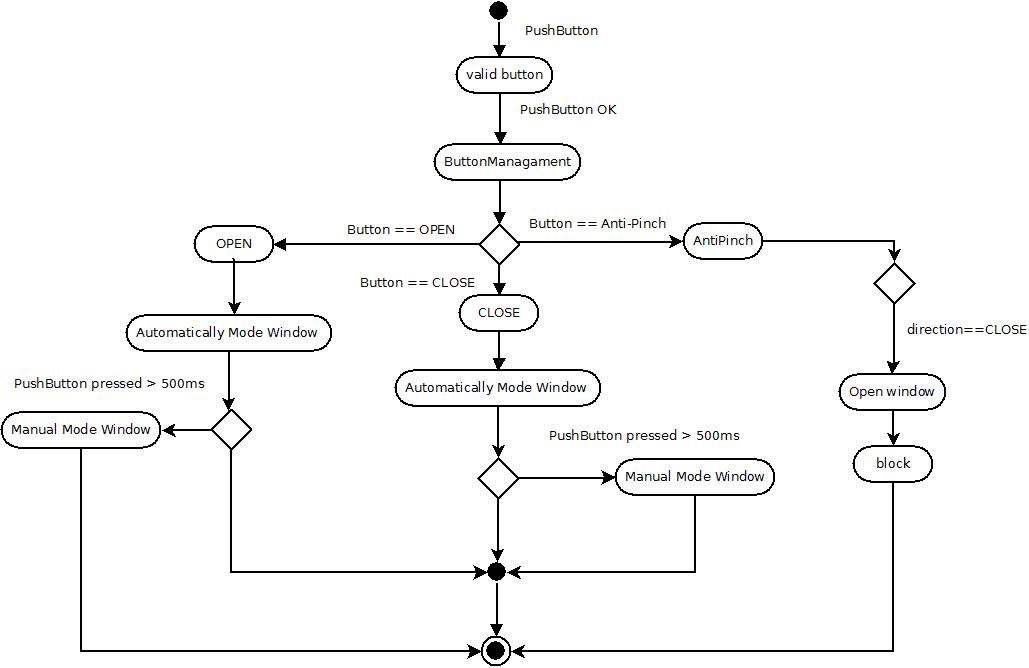 PushButton
valid button
PushButton OK
ButtonManagament
Button == OPEN
Button == Anti-Pinch
OPEN
AntiPinch
Button == CLOSE
CLOSE
Automatically Mode Window
direction==CLOSE
PushButton pressed > 500ms
Automatically Mode Window
Open window
Manual Mode Window
PushButton pressed > 500ms
block
Manual Mode Window